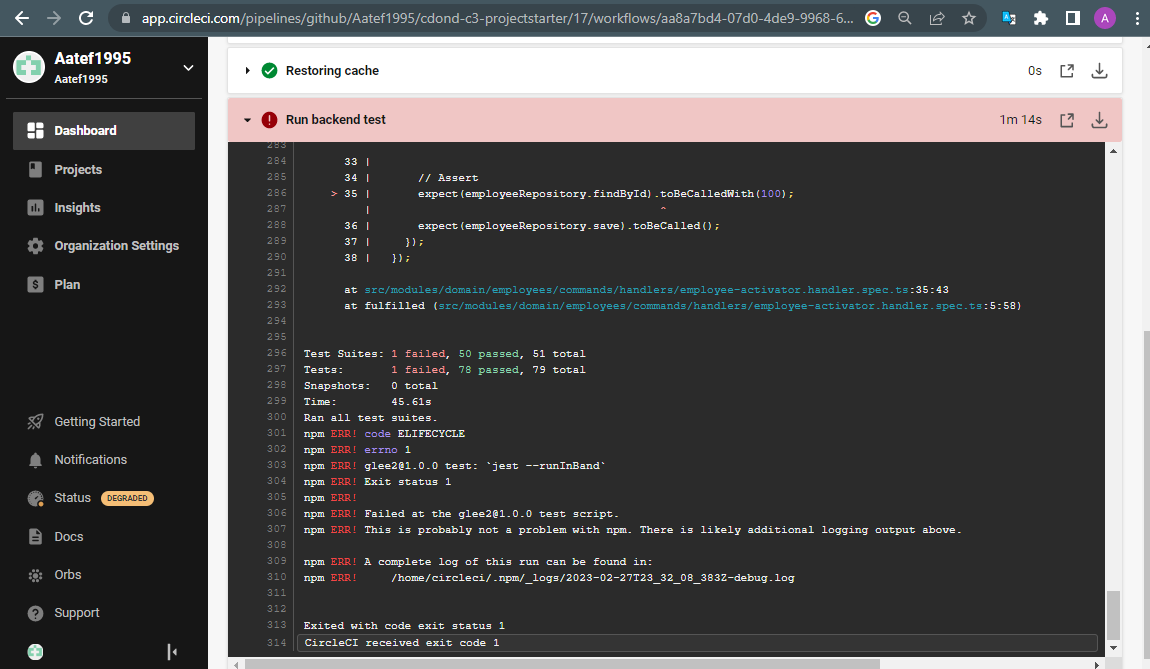 app.circleci.com/pipelines/github/Aatef1995/cdond-c3-projectstarter/17/workflows/aa8a7bd4-07d0-4de9-9968-6...
A
Aatef1995
Aatef1995
Dashboard
Projects
Insights
Organization Settings
Plan
Getting Started
Notifications
Status DEGRADED
Docs
Orbs
Support
Restoring cache 0s
Run backend test 1m 14s
283
284 33 |
285 34 | // Assert
286 > 35 | expect(employeeRepository.findById).toBeCalledWith(100);
287 | ^
288 36 | expect(employeeRepository.save).toBeCalled();
289 37 | });
290 38 | });
291
292 at src/modules/domain/employees/commands/handlers/employee-activator.handler.spec.ts:35:43
293 at fulfilled (src/modules/domain/employees/commands/handlers/employee-activator.handler.spec.ts:5:58)
294
295
296 Test Suites: 1 failed, 50 passed, 51 total
297 Tests: 1 failed, 78 passed, 79 total
298 Snapshots: 0 total
299 Time: 45.61s
300 Ran all test suites.
301 npm ERR! code ELIFECYCLE
302 npm ERR! errno 1
303 npm ERR! glee2@1.0.0 test: `jest --runInBand`
304 npm ERR! Exit status 1
305 npm ERR!
306 npm ERR! Failed at the glee2@1.0.0 test script.
307 npm ERR! This is probably not a problem with npm. There is likely additional logging output above.
308
309 npm ERR! A complete log of this run can be found in:
310 npm ERR! /home/circleci/.npm/_logs/2023-02-27T23_32_08_383Z-debug.log
311
312
313 Exited with code exit status 1
314 CircleCI received exit code 1